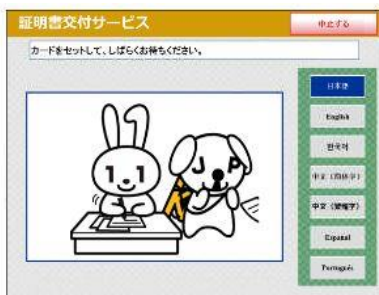 証明書交付サービス
中止する
カードをセットして、しばらくお待ちください。
日本語
English
한국어
中文（简体字）
中文（繁體字）
Espanol
Português
11
J P